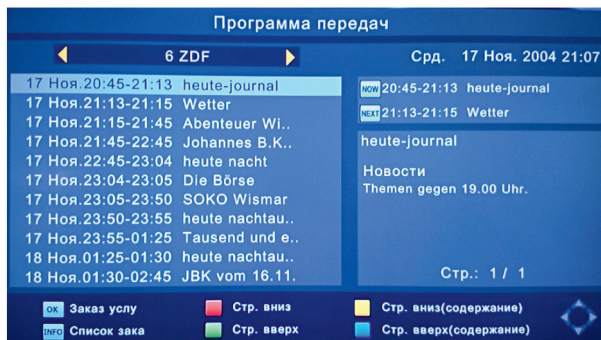 Программа передач
6 ZDF
Срд. 17 Ноя. 2004 21:07
17 Ноя.20:45-21:13 heute-journal
17 Ноя.21:13-21:15 Wetter
17 Ноя.21:15-21:45 Abenteuer Wi..
17 Ноя.21:45-22:45 Johannes B.K..
17 Ноя.22:45-23:04 heute nacht
17 Ноя.23:04-23:05 Die Börse
17 Ноя.23:05-23:50 SOKO Wismar
17 Ноя.23:50-23:55 heute nachtau..
17 Ноя.23:55-01:25 Tausend und e..
18 Ноя.01:25-01:30 heute nachtau..
18 Ноя.01:30-02:45 JBK vom 16.11.
NOW 20:45-21:13 heute-journal
NEXT 21:13-21:15 Wetter
heute-journal
Новости
Themen gegen 19.00 Uhr.
Стр.: 1 / 1
OK Заказ услу
Стр. вниз
Стр. вниз(содержание)
INFO Список зака
Стр. вверх
Стр. вверх(содержание)